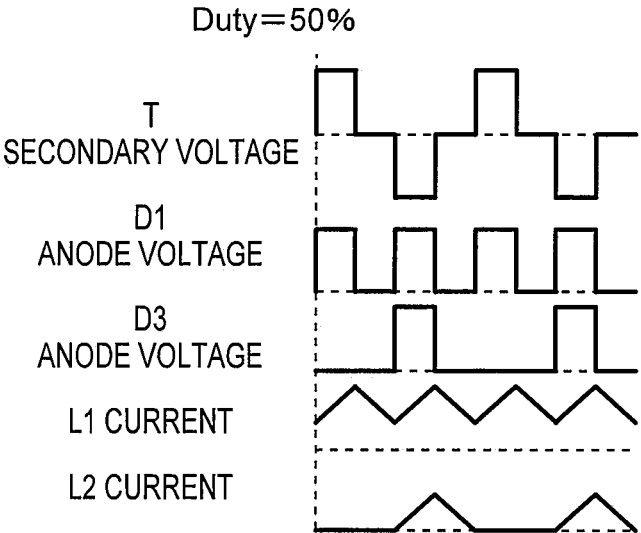 Duty=50%
T
SECONDARY VOLTAGE
D1
ANODE VOLTAGE
D3
ANODE VOLTAGE
L1 CURRENT
L2 CURRENT